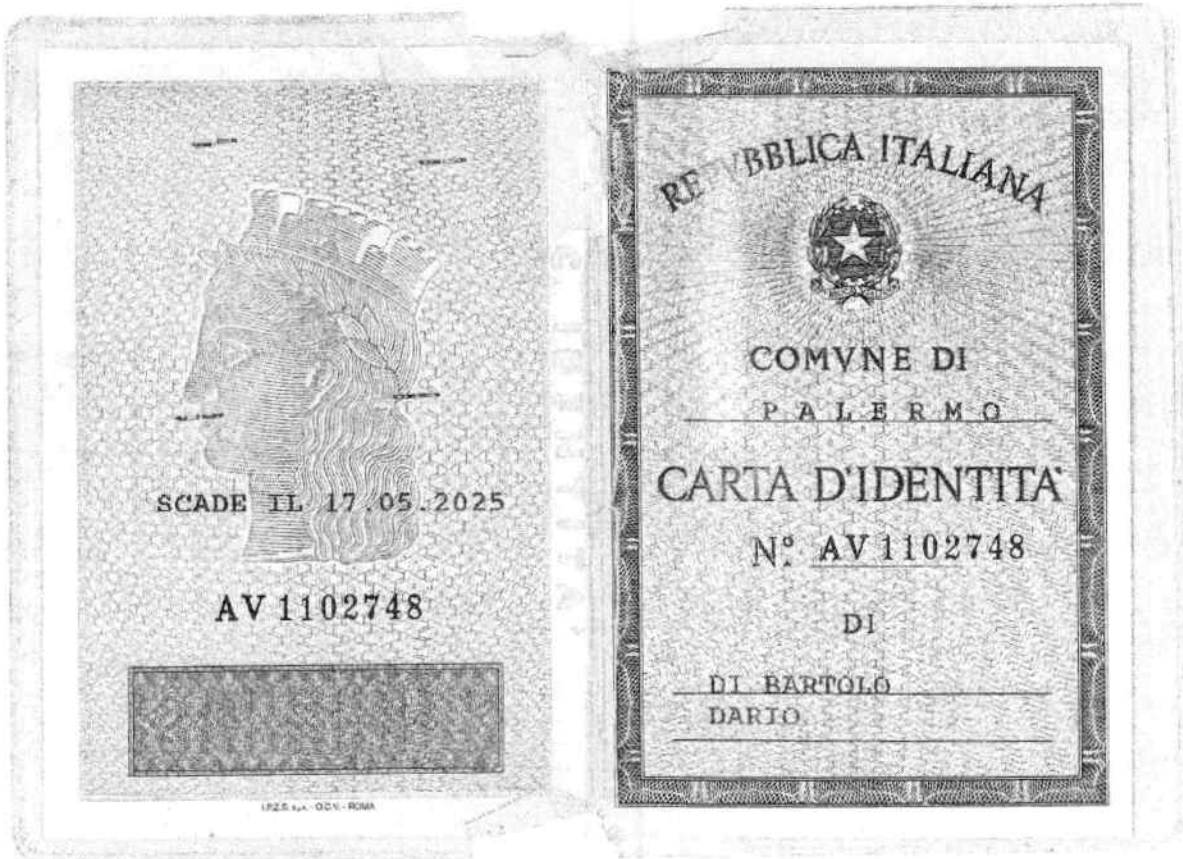 SCADE IL 17.05.2025
AV 1102748
I.P.Z.S. s.p.a. - O.C.V. - ROMA
REPVBBLICA ITALIANA
COMVNE DI
PALERMO
CARTA D'IDENTITA'
N° AV 1102748
DI
DI BARTOLO
DARIO